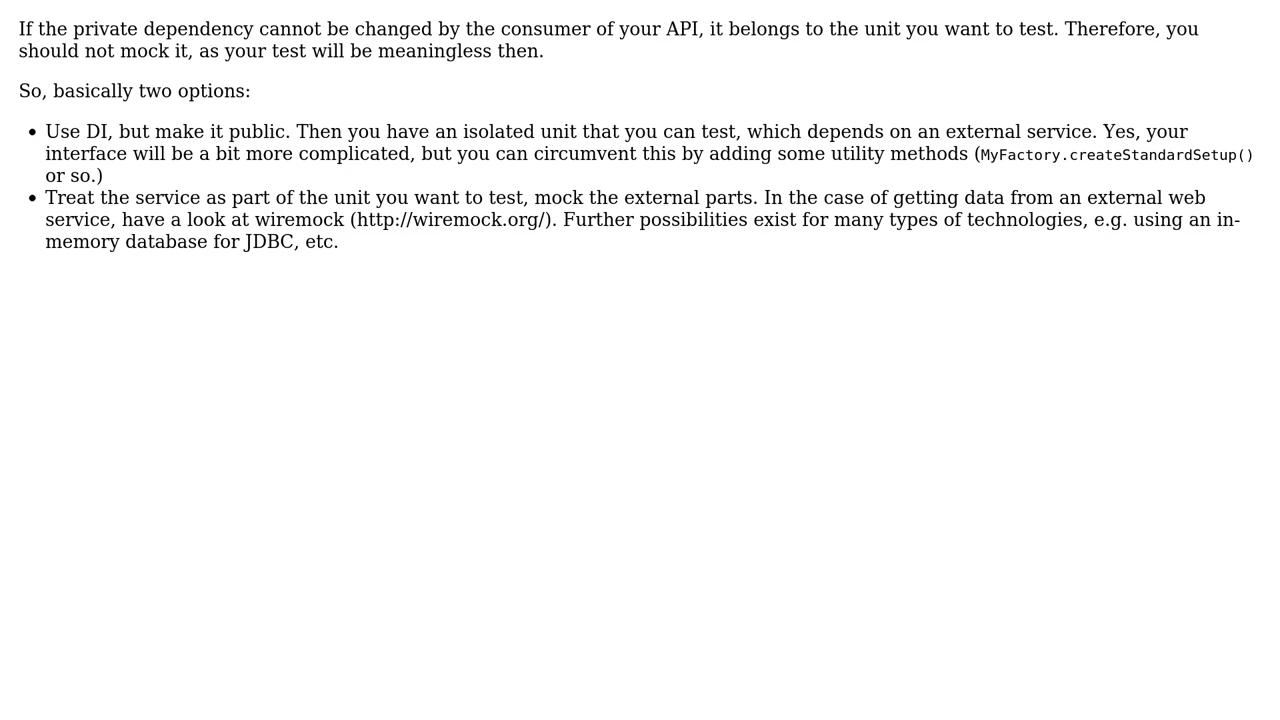 If the private dependency cannot be changed by the consumer of your API, it belongs to the unit you want to test. Therefore, you
should not mock it, as your test will be meaningless then.
So, basically two options:
• Use DI, but make it public. Then you have an isolated unit that you can test, which depends on an external service. Yes, your
interface will be a bit more complicated, but you can circumvent this by adding some utility methods (MyFactory.createStandardSetup()
or so.)
• Treat the service as part of the unit you want to test, mock the external parts. In the case of getting data from an external web
service, have a look at wiremock (http://wiremock.org/). Further possibilities exist for many types of technologies, e.g. using an in-
memory database for JDBC, etc.